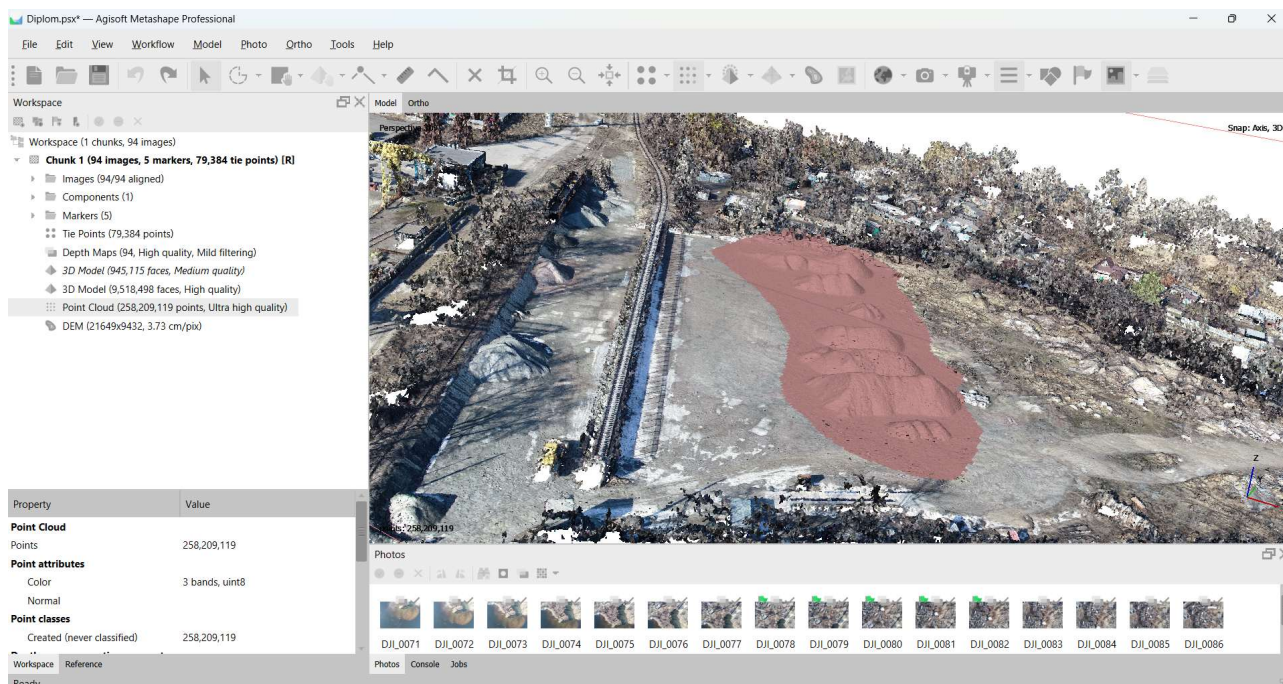 Diplom.psx* — Agisoft Metashape Professional
File Edit View Workflow Model Photo Ortho Tools Help
Workspace
Workspace (1 chunks, 94 images)
Chunk 1 (94 images, 5 markers, 79,384 tie points) [R]
Images (94/94 aligned)
Components (1)
Markers (5)
Tie Points (79,384 points)
Depth Maps (94, High quality, Mild filtering)
3D Model (945,115 faces, Medium quality)
3D Model (9,518,498 faces, High quality)
Point Cloud (258,209,119 points, Ultra high quality)
DEM (21649x9432, 3.73 cm/pix)
Property Value
Point Cloud
Points 258,209,119
Point attributes
Color 3 bands, uint8
Normal
Point classes
Created (never classified) 258,209,119
Workspace Reference
Ready
Model Ortho
Snap: Axis, 3D
points: 258,209,119
Photos
DJI_0071 DJI_0072 DJI_0073 DJI_0074 DJI_0075 DJI_0076 DJI_0077 DJI_0078 DJI_0079 DJI_0080 DJI_0081 DJI_0082 DJI_0083 DJI_0084 DJI_0085 DJI_0086
Photos Console Jobs